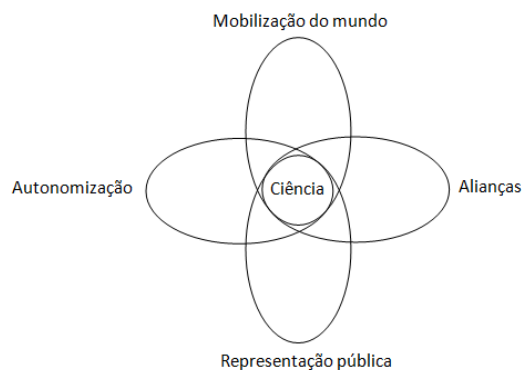 Mobilização do mundo
Autonomização
Ciência
Alianças
Representação pública